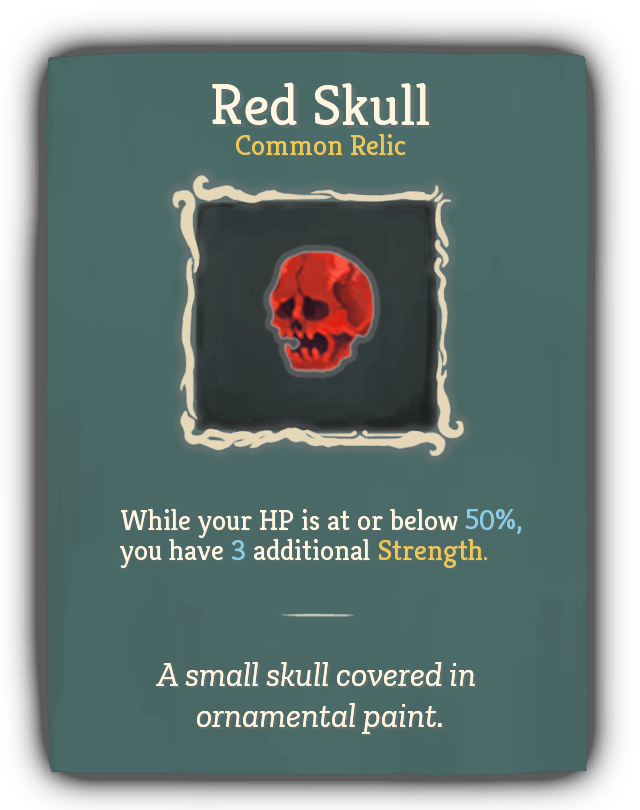 Red Skull
Common Relic
While your HP is at or below 50%,
you have 3 additional Strength.
A small skull covered in
ornamental paint.